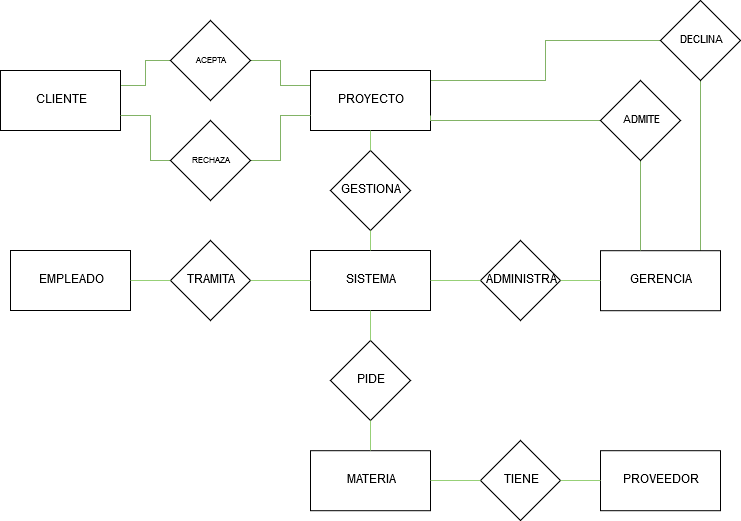 DECLINA
ACEPTA
CLIENTE
PROYECTO
ADMITE
RECHAZA
GESTIONA
EMPLEADO
TRAMITA
SISTEMA
ADMINISTRA
GERENCIA
PIDE
MATERIA
TIENE
PROVEEDOR